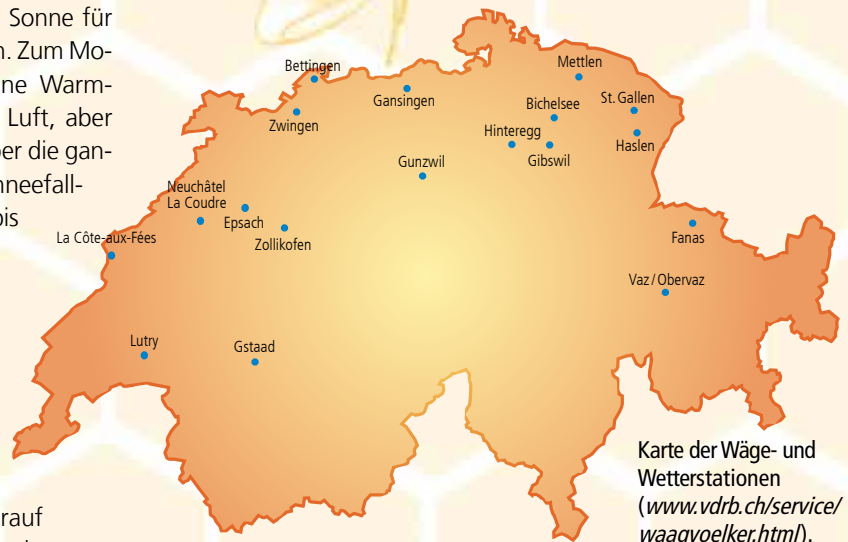 Sonne für
n. Zum Mo-
ne Warm-
Luft, aber
er die gan-
nneefall-
bis
rauf
Bettingen
Zwingen
Gansingen
Mettlen
Bichelsee
St. Gallen
Hinteregg
Gibswil
Haslen
Gunzwil
Neuchâtel
La Coudre
Epsach
Zollikofen
La Côte-aux-Fées
Fanas
Vaz/Obervaz
Lutry
Gstaad
Karte der Wäge- und
Wetterstationen
(www.vdrb.ch/service/
waagvoelker.html).